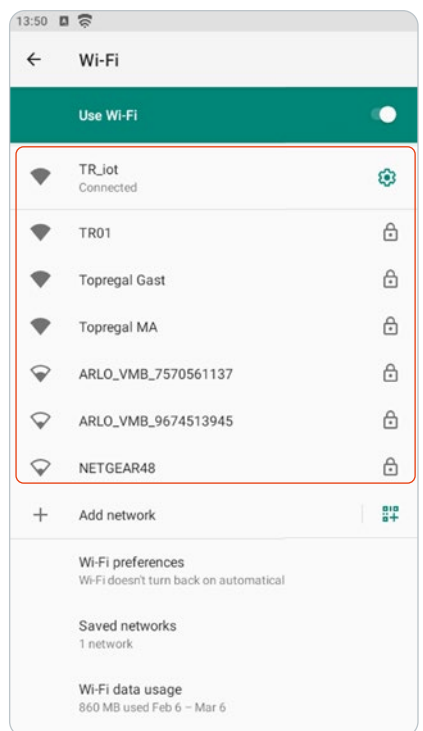 13:50
Wi-Fi
Use Wi-Fi
TR_iot
Connected
TR01
Topregal Gast
Topregal MA
ARLO_VMB_7570561137
ARLO_VMB_9674513945
NETGEAR48
Add network
Wi-Fi preferences
Wi-Fi doesn't turn back on automatical
Saved networks
1 network
Wi-Fi data usage
860 MB used Feb 6 – Mar 6